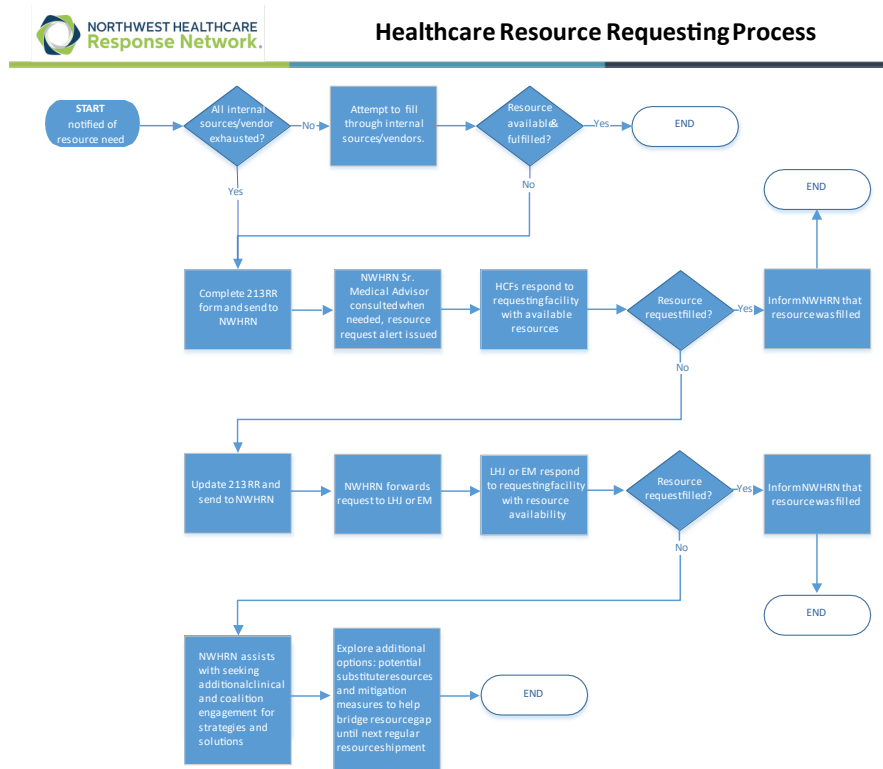 NORTHWEST HEALTHCARE
Response Network.
Healthcare Resource Requesting Process
START
notified of
resource need
All internal
sources/vendor
exhausted?
No
Attempt to fill
through internal
sources/vendors.
Resource
available &
fulfilled?
Yes
END
Yes
No
END
Complete 213RR
form and send to
NWHRN
NWHRN Sr.
Medical Advisor
consulted when
needed, resource
request alert issued
HCFs respond to
requesting facility
with available
resources
Resource
request filled?
Yes
Inform NWHRN that
resource was filled
No
Update 213RR and
send to NWHRN
NWHRN forwards
request to LHJ or EM
LHJ or EM respond
to requesting facility
with resource
availability
Resource
request filled?
Yes
Inform NWHRN that
resource was filled
No
END
NWHRN assists
with seeking
additional clinical
and coalition
engagement for
strategies and
solutions
Explore additional
options: potential
substitute resources
and mitigation
measures to help
bridge resource gap
until next regular
resource shipment
END